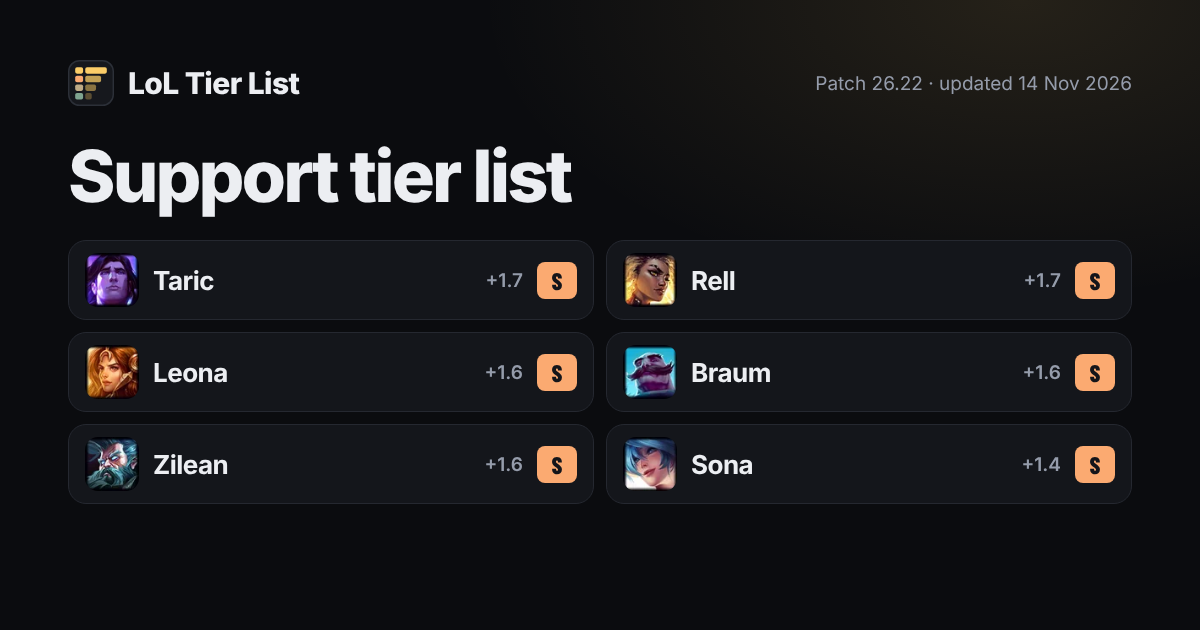 LoL Tier List
Patch 26.22 · updated 14 Nov 2026
Support tier list
Taric +1.7 S
Rell +1.7 S
Leona +1.6 S
Braum +1.6 S
Zilean +1.6 S
Sona +1.4 S